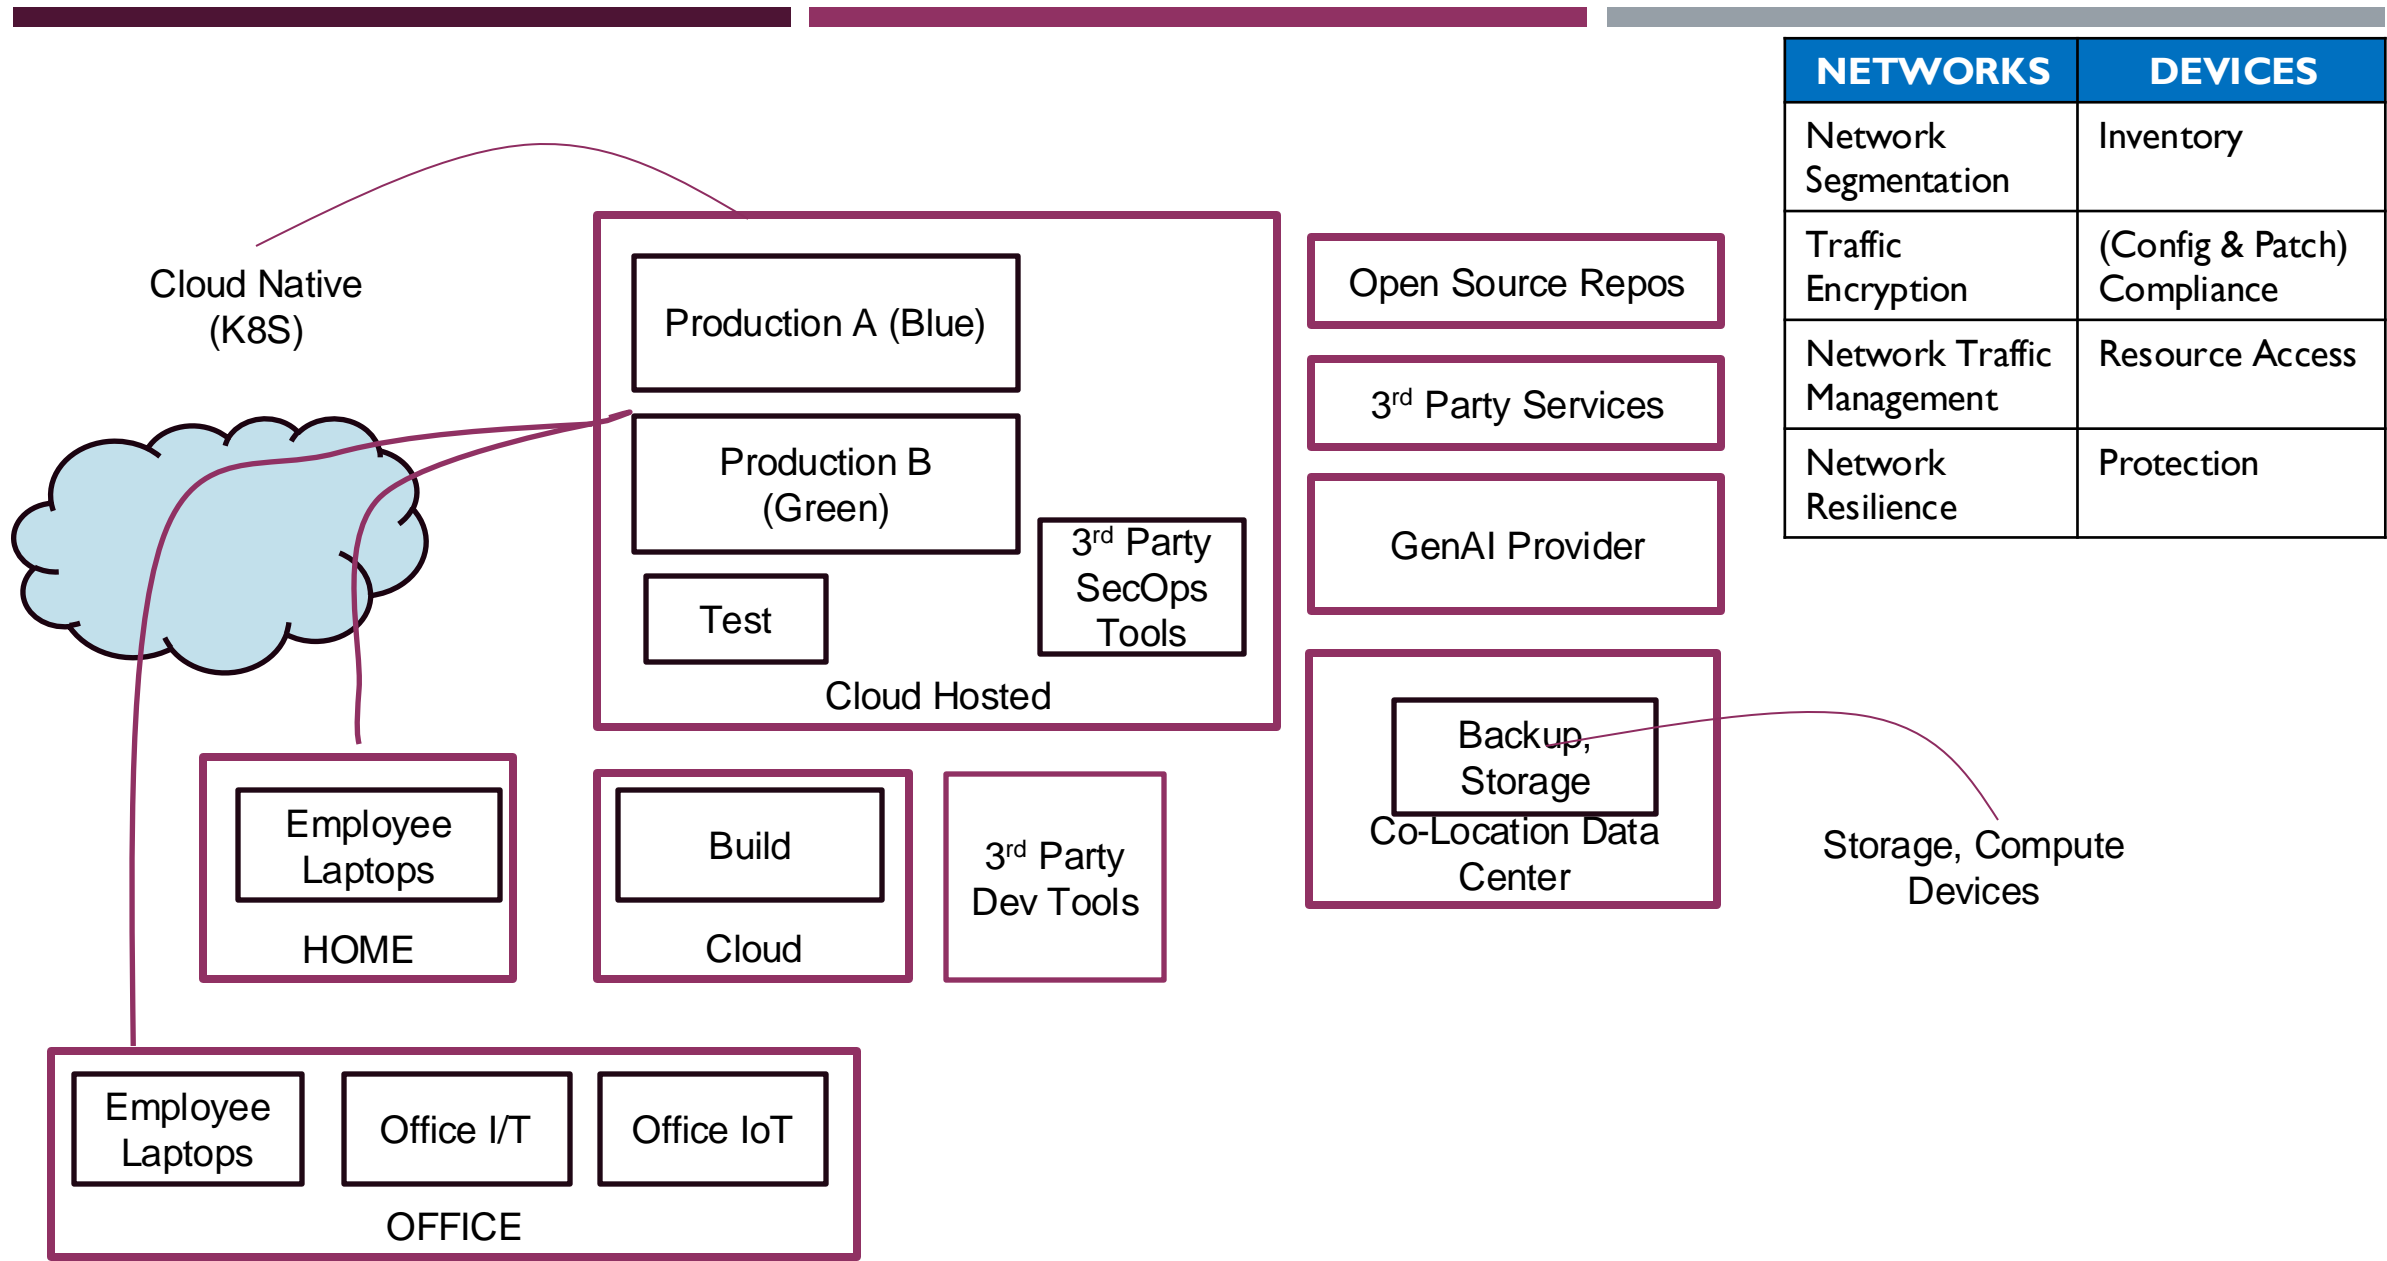 NETWORKS DEVICES
Network Inventory
Segmentation
Traffic (Config & Patch)
Encryption Compliance
Network Traffic Resource Access
Management
Network Protection
Resilience
Cloud Native
(K8S)
Production A (Blue)
Production B
(Green)
Test
3rd Party
SecOps
Tools
Cloud Hosted
Open Source Repos
3rd Party Services
GenAI Provider
Backup,
Storage
Co-Location Data
Center
Storage, Compute
Devices
Employee
Laptops
HOME
Build
Cloud
3rd Party
Dev Tools
Employee
Laptops
Office I/T
Office IoT
OFFICE